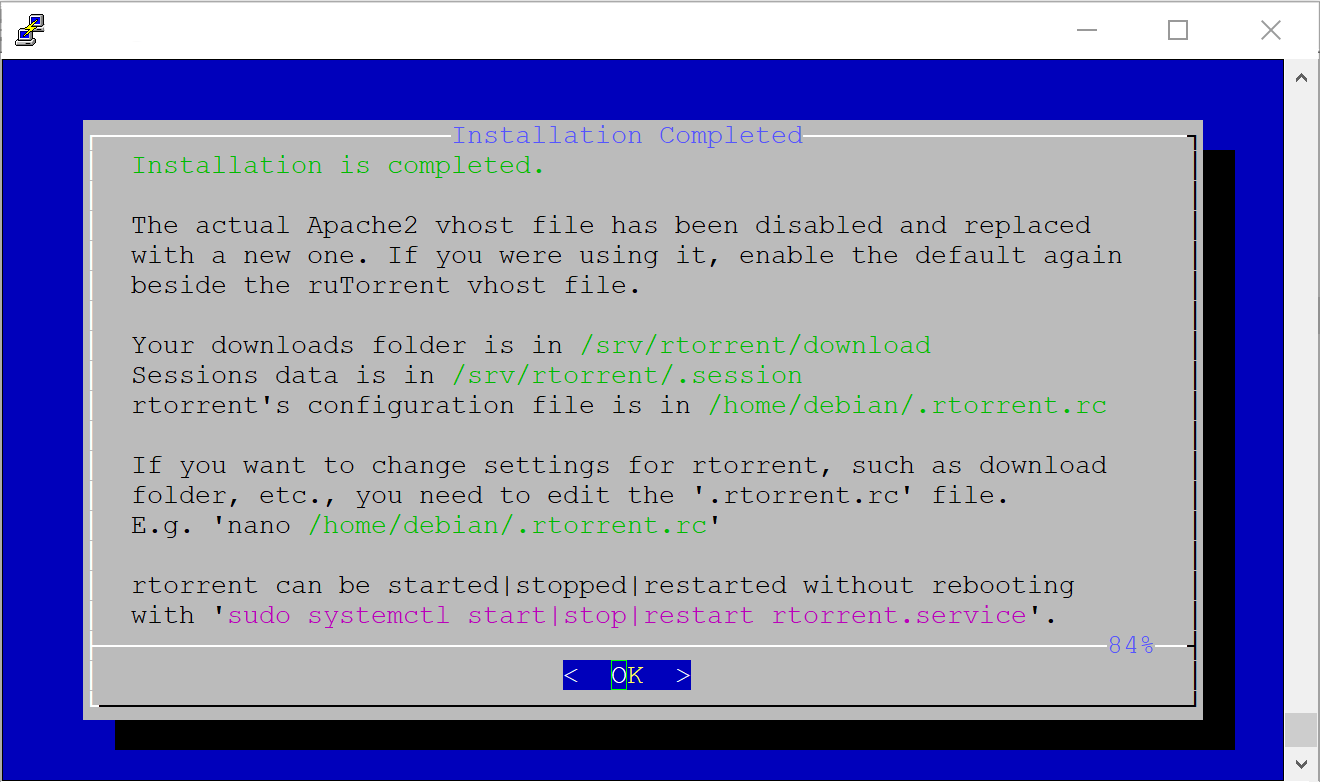 Installation Completed
Installation is completed.
The actual Apache2 vhost file has been disabled and replaced
with a new one. If you were using it, enable the default again
beside the ruTorrent vhost file.
Your downloads folder is in /srv/rtorrent/download
Sessions data is in /srv/rtorrent/.session
rtorrent's configuration file is in /home/debian/.rtorrent.rc
If you want to change settings for rtorrent, such as download
folder, etc., you need to edit the '.rtorrent.rc' file.
E.g. 'nano /home/debian/.rtorrent.rc'
rtorrent can be started|stopped|restarted without rebooting
with 'sudo systemctl start|stop|restart rtorrent.service'.
84%
< OK >